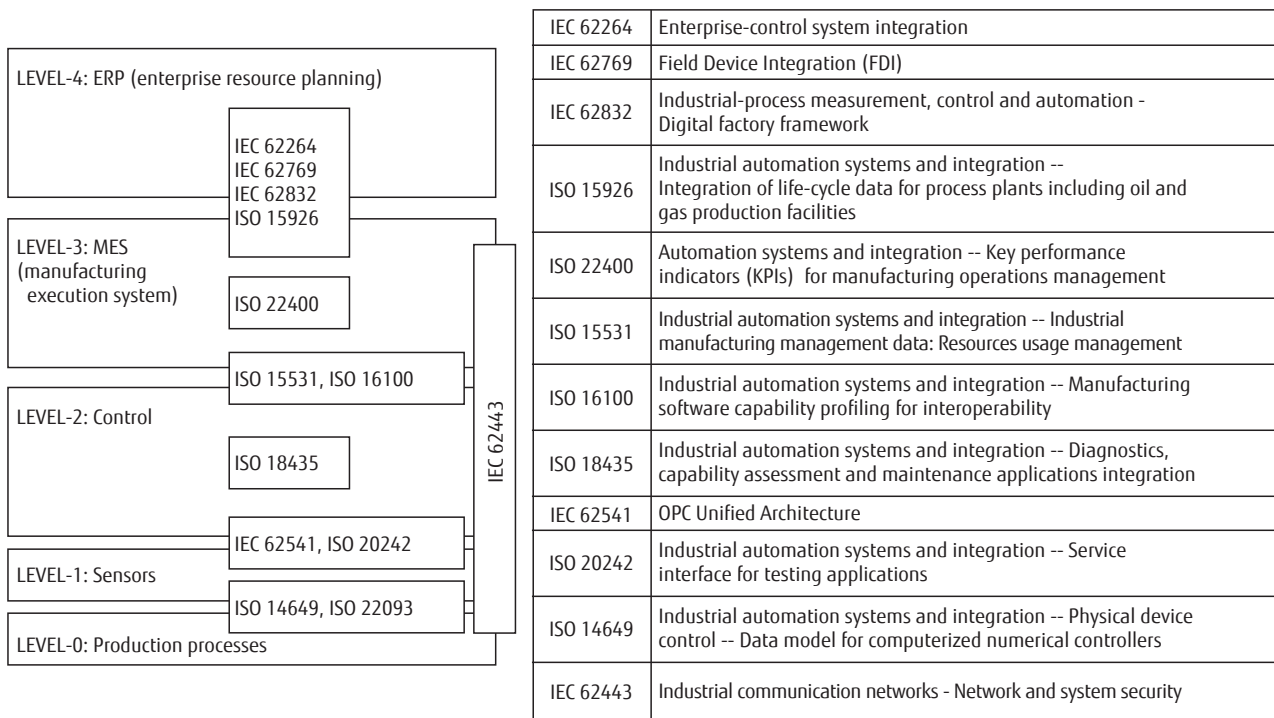 LEVEL-4: ERP (enterprise resource planning)
IEC 62264
IEC 62769
IEC 62832
ISO 15926
LEVEL-3: MES
(manufacturing
execution system)
ISO 22400
ISO 15531, ISO 16100
LEVEL-2: Control
ISO 18435
IEC 62541, ISO 20242
LEVEL-1: Sensors
ISO 14649, ISO 22093
LEVEL-0: Production processes
IEC 62443
IEC 62264 Enterprise-control system integration
IEC 62769 Field Device Integration (FDI)
IEC 62832 Industrial-process measurement, control and automation -
Digital factory framework
ISO 15926 Industrial automation systems and integration --
Integration of life-cycle data for process plants including oil and
gas production facilities
ISO 22400 Automation systems and integration -- Key performance
indicators (KPIs) for manufacturing operations management
ISO 15531 Industrial automation systems and integration -- Industrial
manufacturing management data: Resources usage management
ISO 16100 Industrial automation systems and integration -- Manufacturing
software capability profiling for interoperability
ISO 18435 Industrial automation systems and integration -- Diagnostics,
capability assessment and maintenance applications integration
IEC 62541 OPC Unified Architecture
ISO 20242 Industrial automation systems and integration -- Service
interface for testing applications
ISO 14649 Industrial automation systems and integration -- Physical device
control -- Data model for computerized numerical controllers
IEC 62443 Industrial communication networks - Network and system security